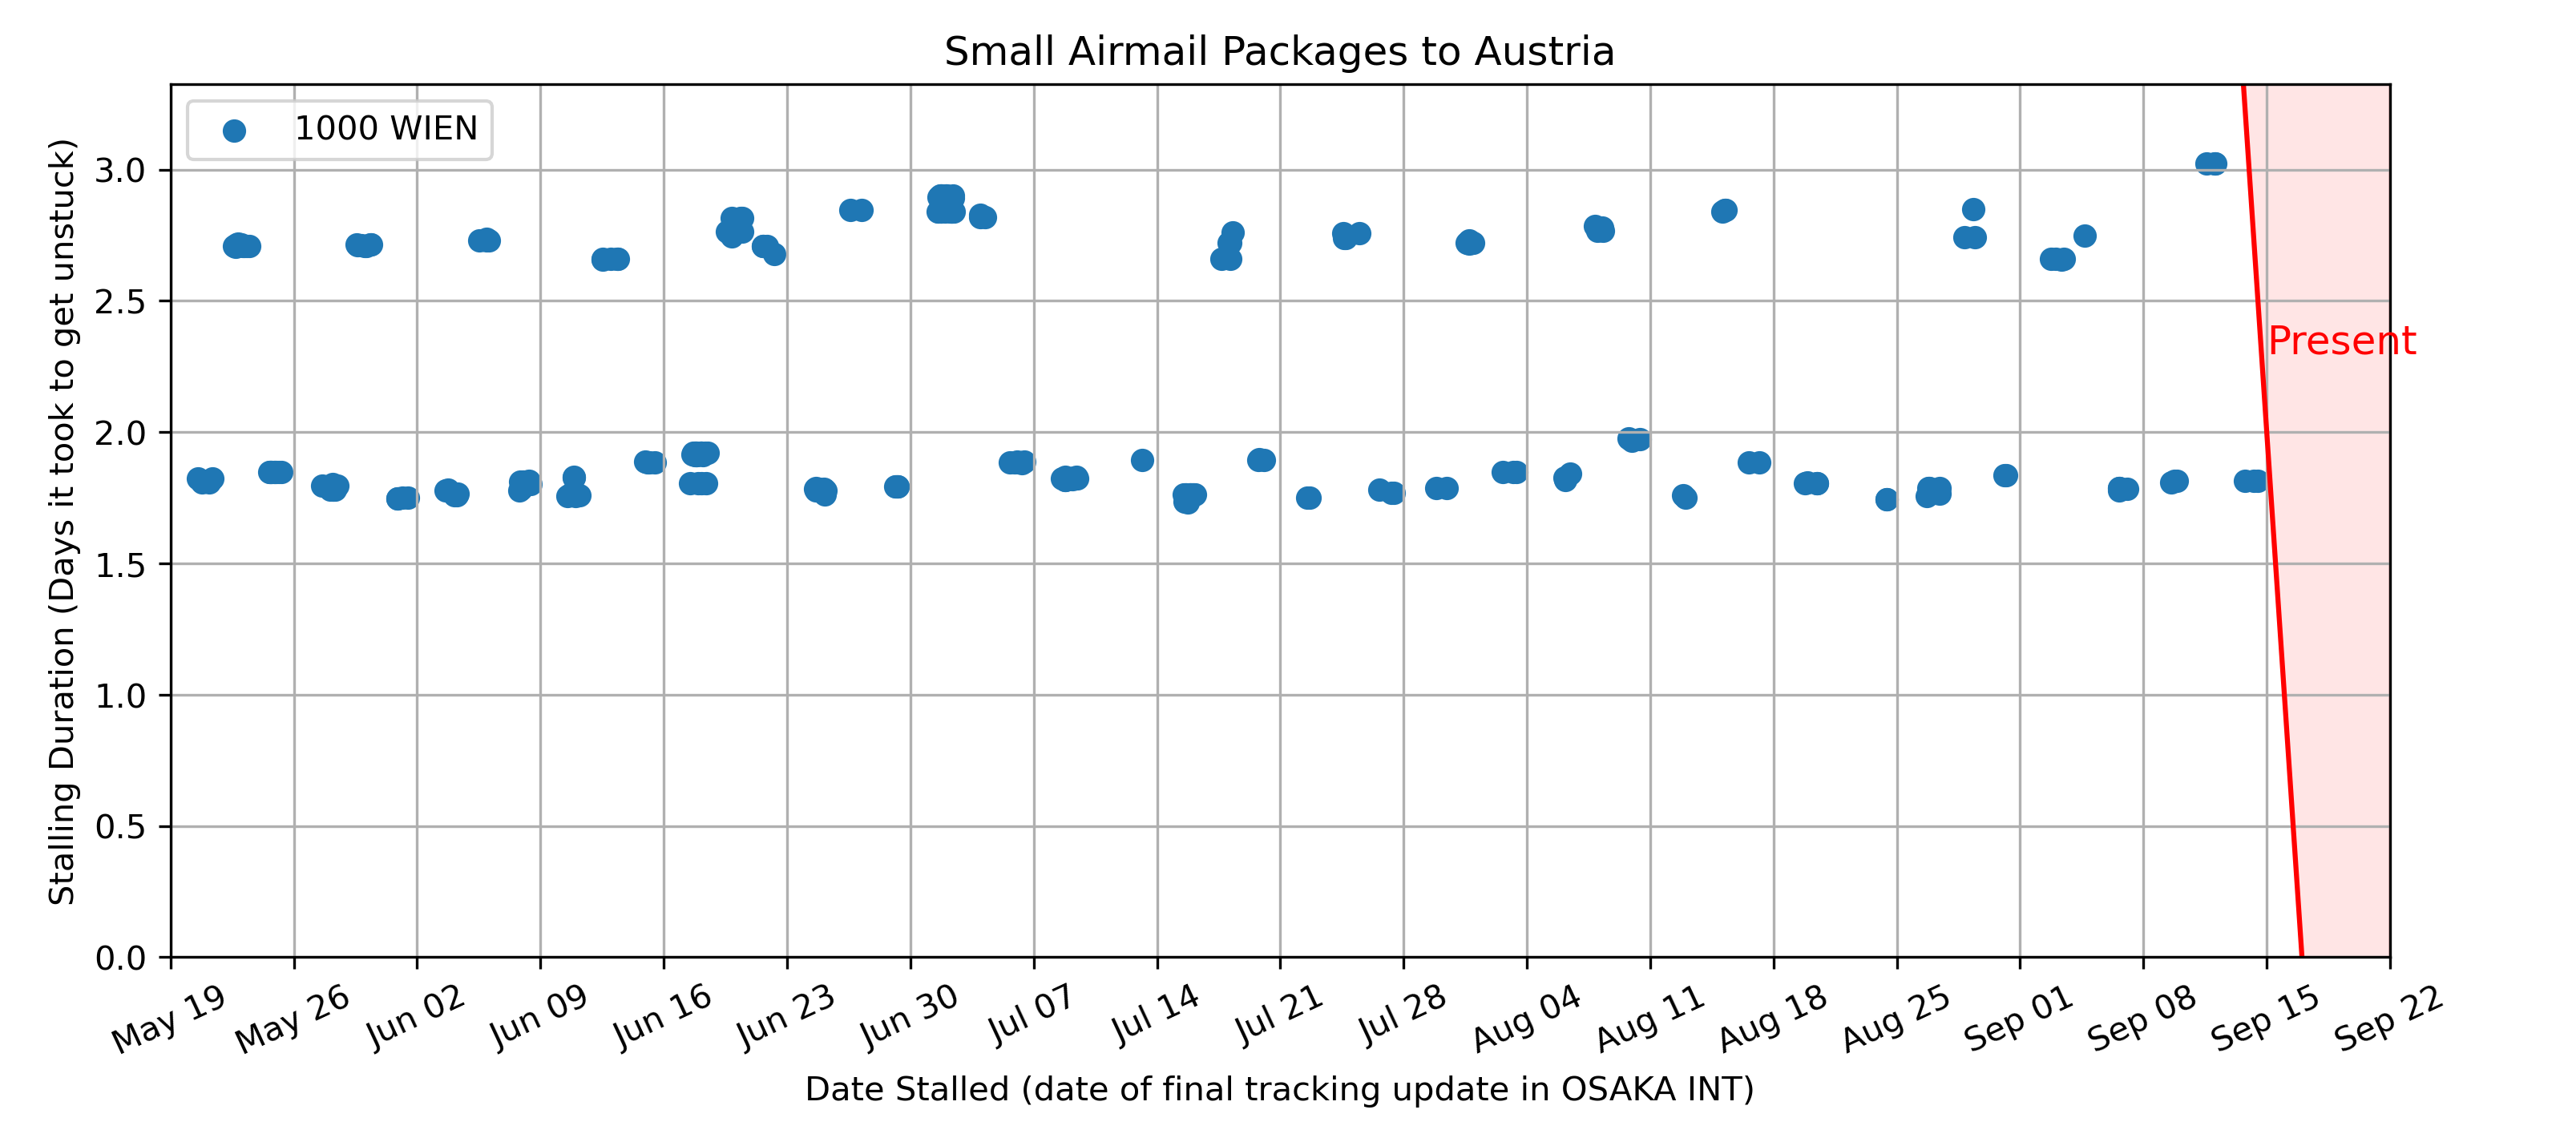 Small Airmail Packages to Austria
1000 WIEN
Stalling Duration (Days it took to get unstuck)
3.0
2.5
2.0
1.5
1.0
0.5
0.0
Present
May 19
May 26
Jun 02
Jun 09
Jun 16
Jun 23
Jun 30
Jul 07
Jul 14
Jul 21
Jul 28
Aug 04
Aug 11
Aug 18
Aug 25
Sep 01
Sep 08
Sep 15
Sep 22
Date Stalled (date of final tracking update in OSAKA INT)